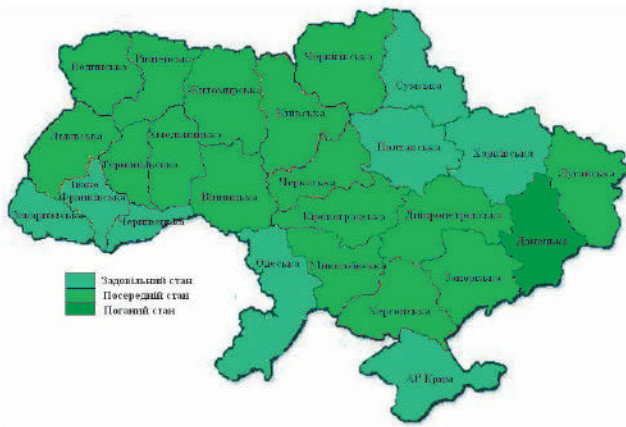 Чернігівська
Рівненська
Волинська
Сумська
Житомирська
Київська
Львівська
Хмельницька
Полтавська
Харківська
Тернопільська
Луганська
Івано-
Франківська
Черкаська
Вінницька
Закарпатська
Чернівецька
Кіровоградська
Дніпропетровська
Донецька
Одеська
Миколаївська
Запорізька
Херсонська
АР Крим
Задовільний стан
Посередній стан
Поганий стан